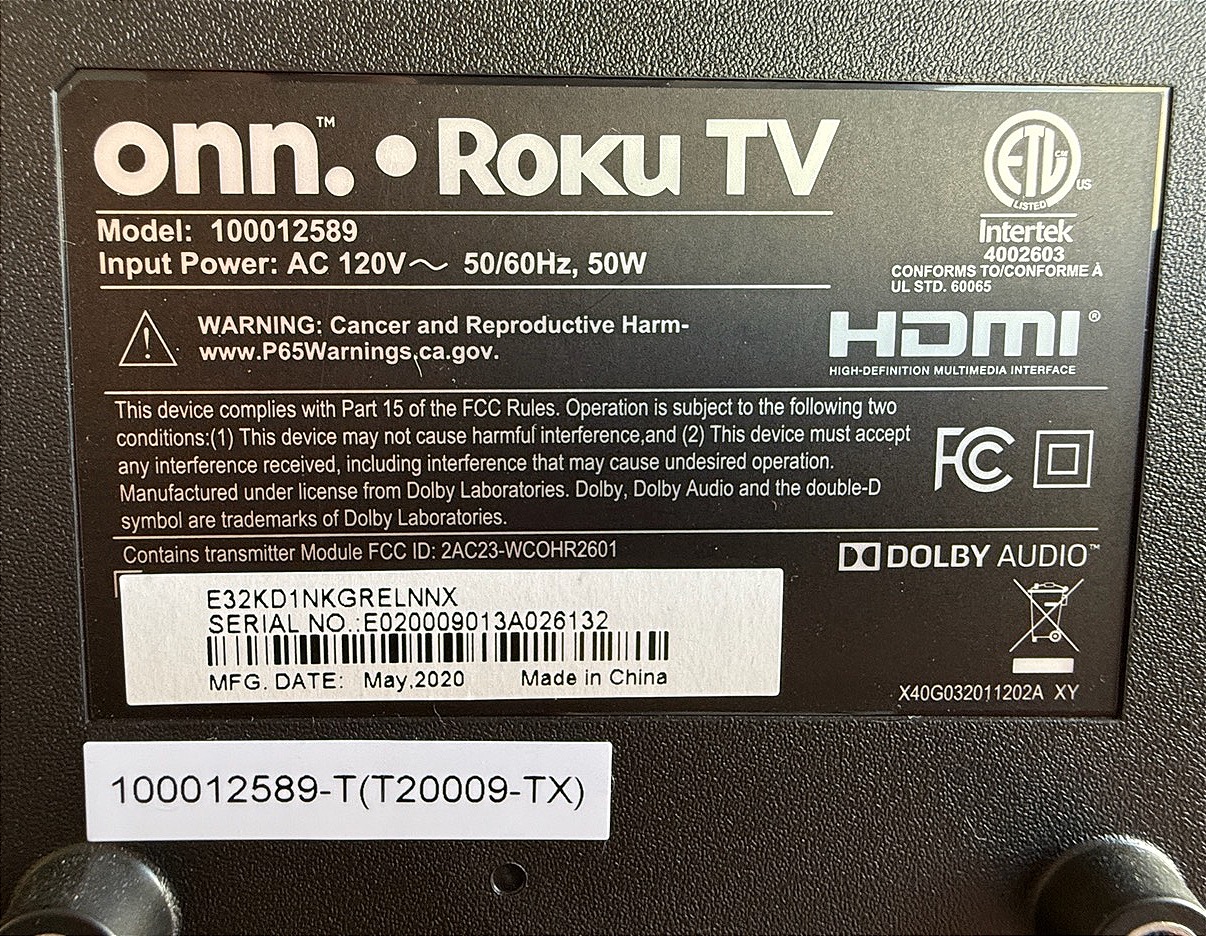 onn.™ • Roku TV
Model: 100012589
Input Power: AC 120V～ 50/60Hz, 50W
ETL CM US
LISTED
Intertek
4002603
CONFORMS TO/CONFORME À
UL STD. 60065
WARNING: Cancer and Reproductive Harm-
www.P65Warnings.ca.gov.
HDMI®
HIGH-DEFINITION MULTIMEDIA INTERFACE
This device complies with Part 15 of the FCC Rules. Operation is subject to the following two
conditions:(1) This device may not cause harmful interference,and (2) This device must accept
any interference received, including interference that may cause undesired operation.
Manufactured under license from Dolby Laboratories. Dolby, Dolby Audio and the double-D
symbol are trademarks of Dolby Laboratories.
FC
Contains transmitter Module FCC ID: 2AC23-WCOHR2601
DOLBY AUDIO™
E32KD1NKGRELNNX
SERIAL NO.:E020009013A026132
MFG. DATE: May,2020 Made in China
X40G032011202A XY
100012589-T(T20009-TX)